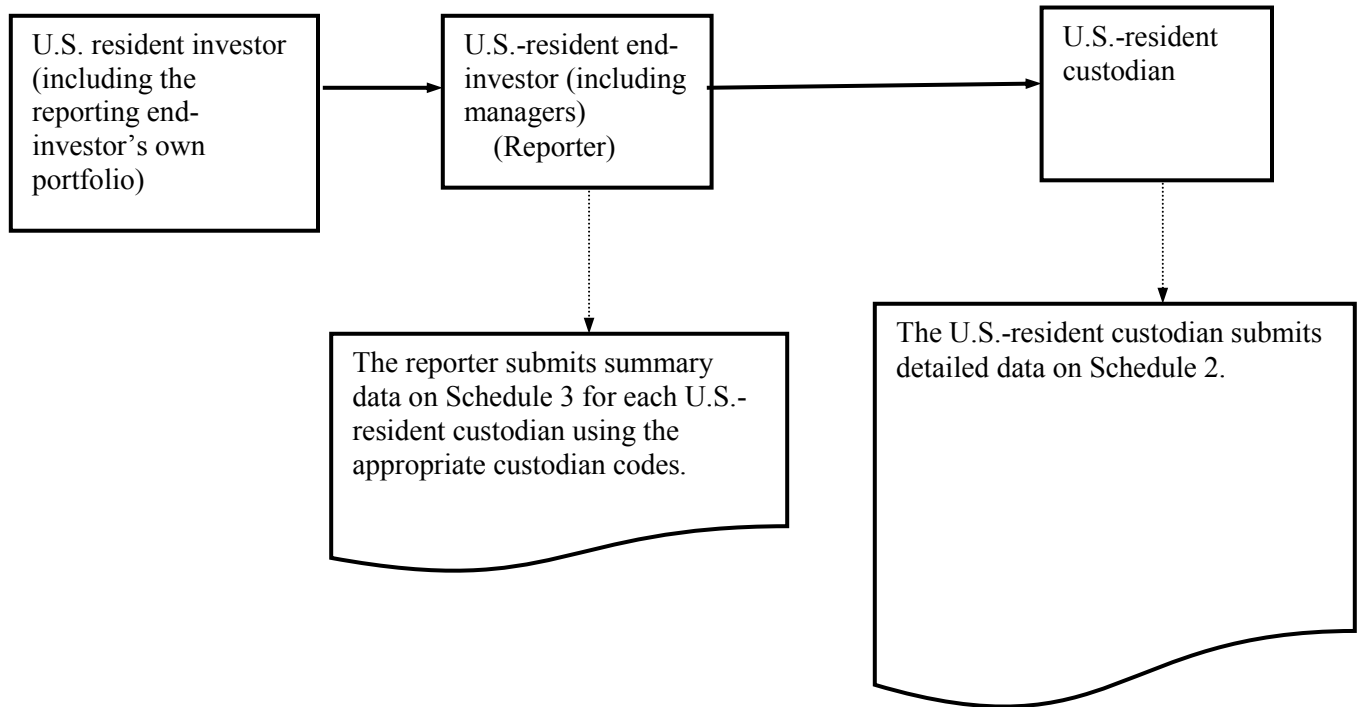 U.S. resident investor
(including the
reporting end-
investor’s own
portfolio)
U.S.-resident end-
investor (including
managers)
(Reporter)
U.S.-resident
custodian
The reporter submits summary
data on Schedule 3 for each U.S.-
resident custodian using the
appropriate custodian codes.
The U.S.-resident custodian submits
detailed data on Schedule 2.